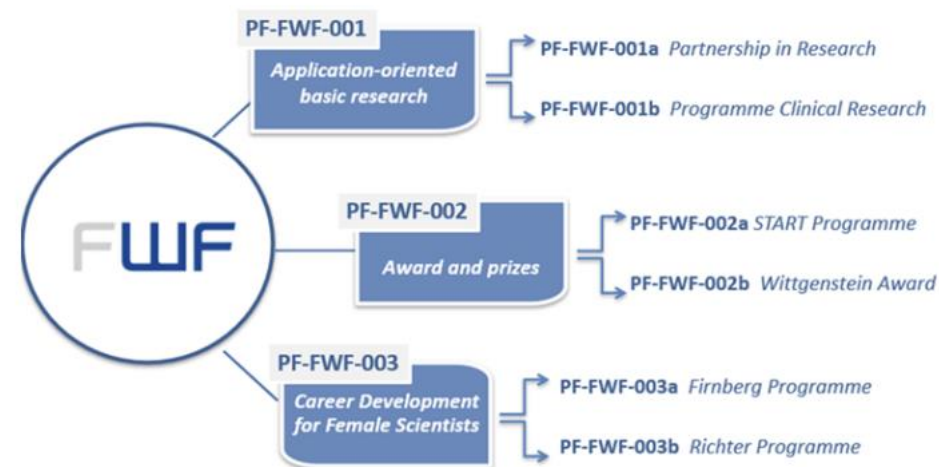 PF-FWF-001
Application-oriented
basic research
PF-FWF-001a Partnership in Research
PF-FWF-001b Programme Clinical Research
FWF
PF-FWF-002
Award and prizes
PF-FWF-002a START Programme
PF-FWF-002b Wittgenstein Award
PF-FWF-003
Career Development
for Female Scientists
PF-FWF-003a Firnberg Programme
PF-FWF-003b Richter Programme